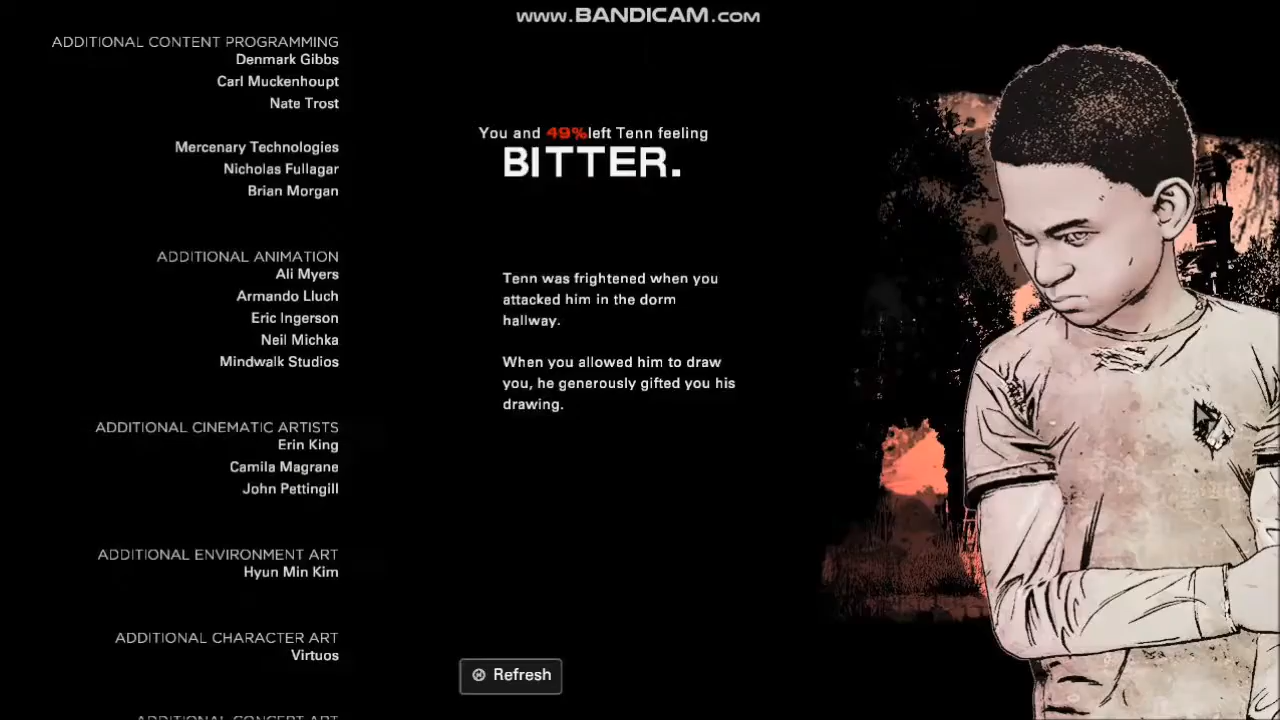 www.BANDICAM.com
ADDITIONAL CONTENT PROGRAMMING
Denmark Gibbs
Carl Muckenhoupt
Nate Trost
Mercenary Technologies
Nicholas Fullagar
Brian Morgan
ADDITIONAL ANIMATION
Ali Myers
Armando Lluch
Eric Ingerson
Neil Michka
Mindwalk Studios
ADDITIONAL CINEMATIC ARTISTS
Erin King
Camila Magrane
John Pettingill
ADDITIONAL ENVIRONMENT ART
Hyun Min Kim
ADDITIONAL CHARACTER ART
Virtuos
ADDITIONAL CONCEPT ART
You and 49%left Tenn feeling
BITTER.
Tenn was frightened when you
attacked him in the dorm
hallway.
When you allowed him to draw
you, he generously gifted you his
drawing.
Refresh